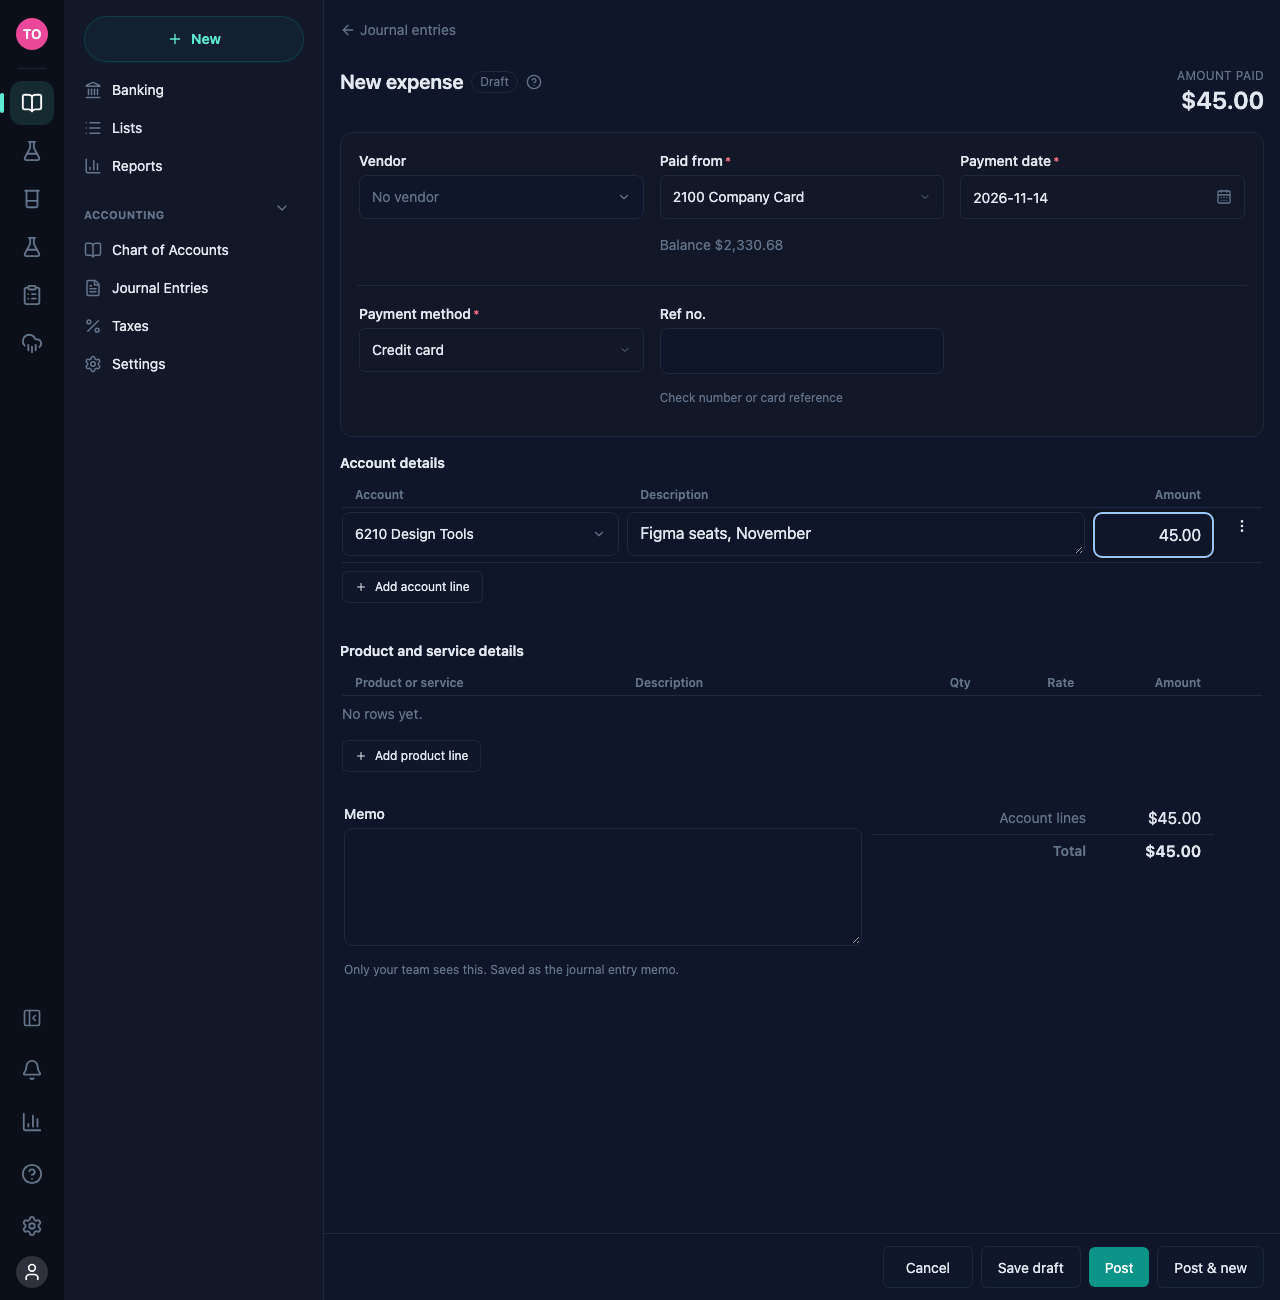 TO
New
Banking
Lists
Reports
ACCOUNTING
Chart of Accounts
Journal Entries
Taxes
Settings
Journal entries
New expense Draft
AMOUNT PAID
$45.00
Vendor Paid from* Payment date*
No vendor 2100 Company Card 2026-11-14
Balance $2,330.68
Payment method* Ref no.
Credit card
Check number or card reference
Account details
Account Description Amount
6210 Design Tools Figma seats, November 45.00
Add account line
Product and service details
Product or service Description Qty Rate Amount
No rows yet.
Add product line
Memo
Account lines $45.00
Total $45.00
Only your team sees this. Saved as the journal entry memo.
Cancel Save draft Post Post & new